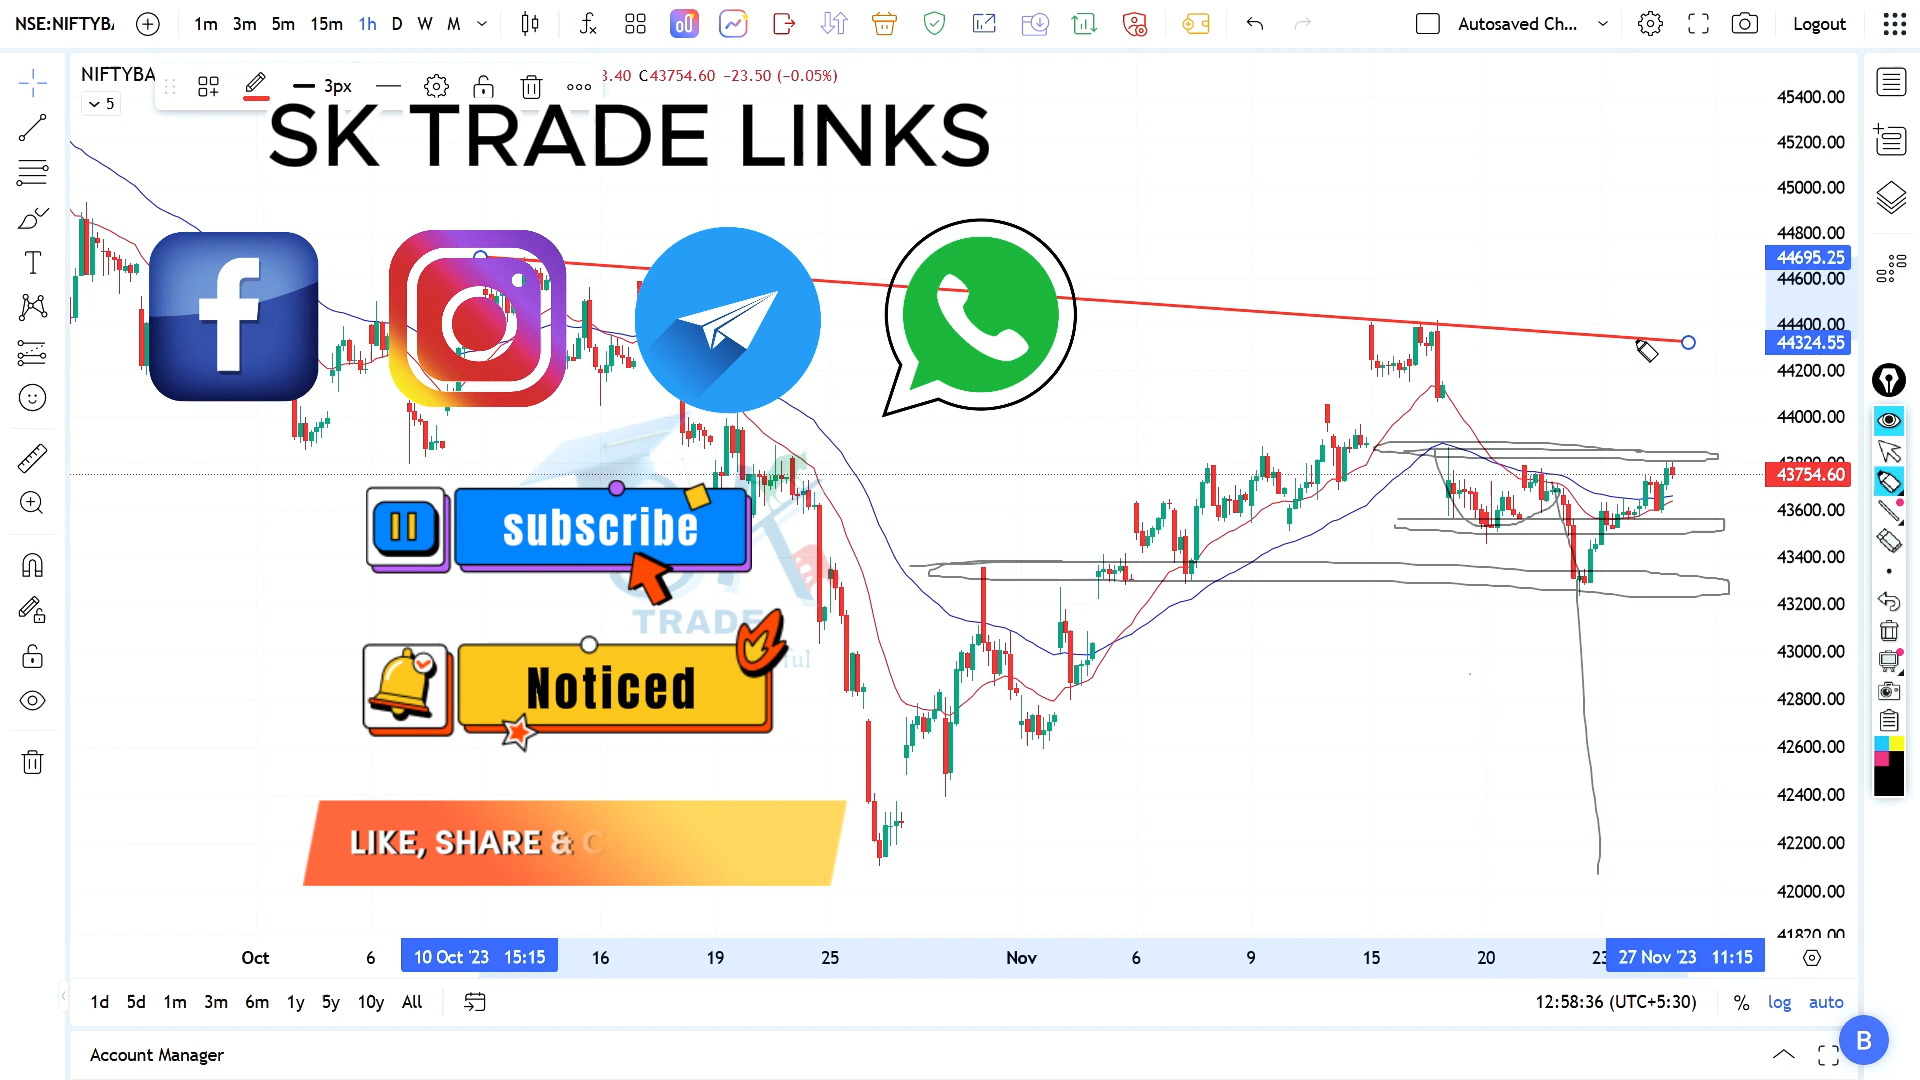 NSE:NIFTYBA 1m 3m 5m 15m 1h D W M Autosaved Ch... Logout
NIFTYBA 3px 3.40 C43754.60 −23.50 (−0.05%)
5
SK TRADE LINKS
45400.00
45200.00
45000.00
44800.00
44695.25
44600.00
44400.00
44324.55
44200.00
44000.00
43754.60
43600.00
43400.00
43200.00
43000.00
42800.00
42600.00
42400.00
42200.00
42000.00
41820.00
subscribe
TRADE
Noticed
LIKE, SHARE & C
Oct 6 10 Oct '23 15:15 16 19 25 Nov 6 9 15 20 23 27 Nov '23 11:15
1d 5d 1m 3m 6m 1y 5y 10y All 12:58:36 (UTC+5:30) % log auto
Account Manager
B